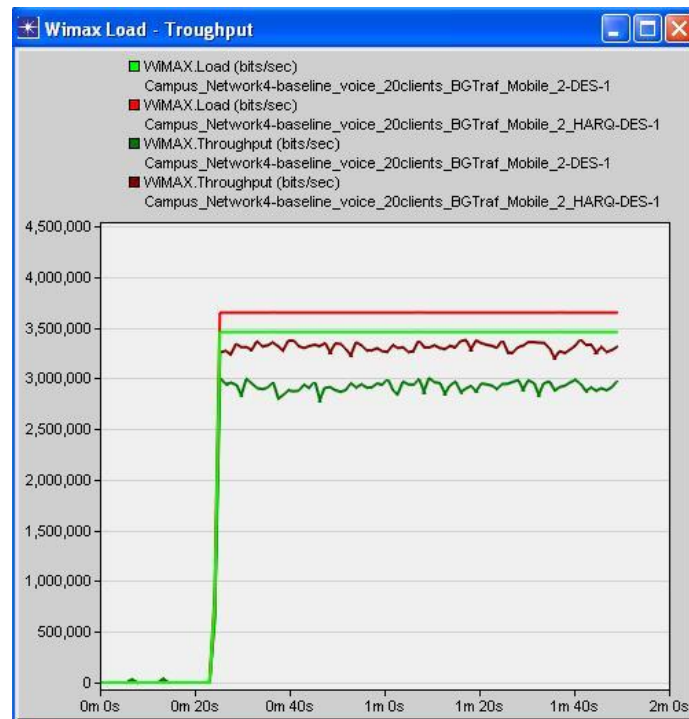 Wimax Load - Troughput
WiMAX.Load (bits/sec)
Campus_Network4-baseline_voice_20clients_BGTraf_Mobile_2-DES-1
WiMAX.Load (bits/sec)
Campus_Network4-baseline_voice_20clients_BGTraf_Mobile_2_HARQ-DES-1
WiMAX.Throughput (bits/sec)
Campus_Network4-baseline_voice_20clients_BGTraf_Mobile_2-DES-1
WiMAX.Throughput (bits/sec)
Campus_Network4-baseline_voice_20clients_BGTraf_Mobile_2_HARQ-DES-1
4,500,000
4,000,000
3,500,000
3,000,000
2,500,000
2,000,000
1,500,000
1,000,000
500,000
0
0m 0s 0m 20s 0m 40s 1m 0s 1m 20s 1m 40s 2m 0s